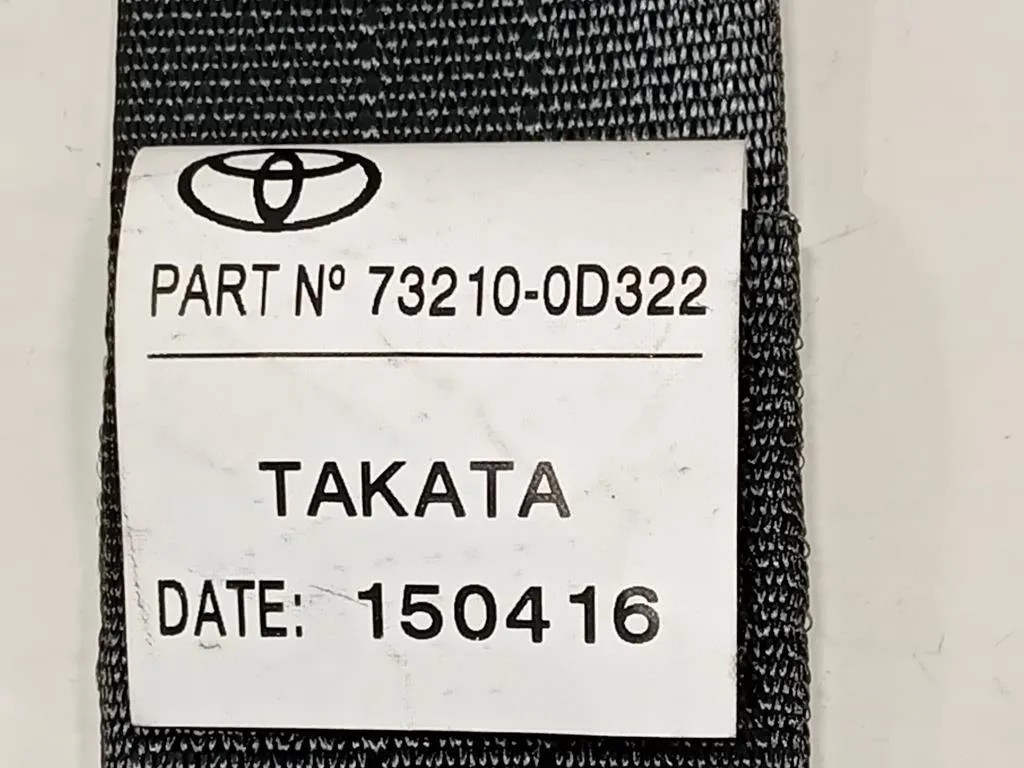 PART Nº 73210-0D322
TAKATA
DATE: 150416